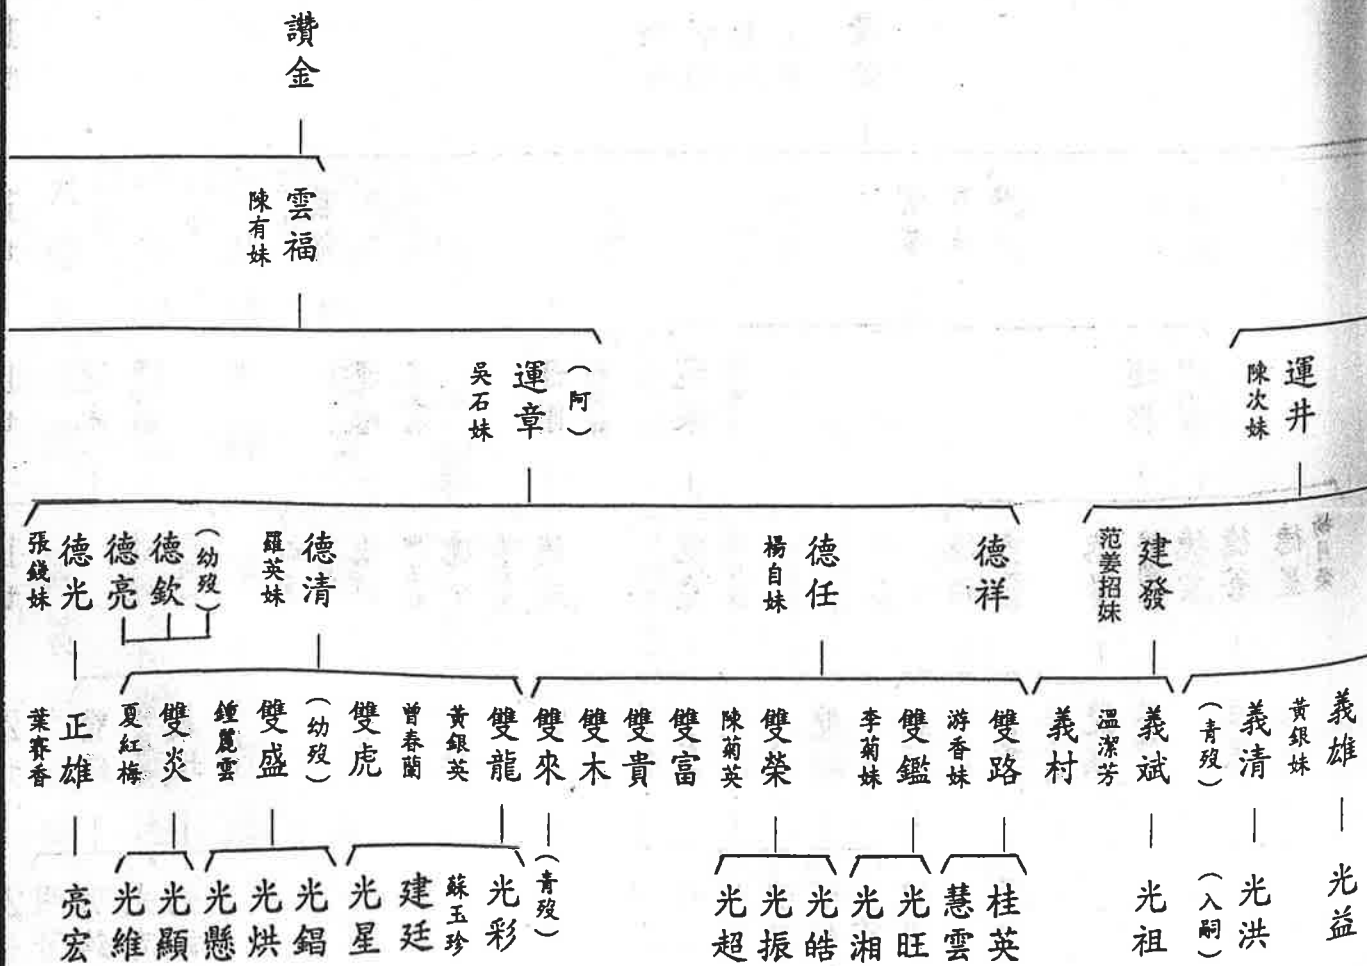 讚金
雲福
陳有妹
運井
陳次妹
（阿）
運章
吳石妹
建發
范姜招妹
德祥
德任
楊自妹
德清
羅英妹
（幼歿）
德欽
德亮
德光
張錢妹
義雄
黃銀妹
義清
（青歿）
義斌
溫潔芳
義村
雙路
游香妹
雙鑑
李菊妹
雙榮
陳菊英
雙富
雙貴
雙木
雙來
雙龍
黃銀英
曾春蘭
雙虎
（幼歿）
雙盛
鍾麗雲
雙炎
夏紅梅
正雄
葉賽香
光益
光洪
（入嗣）
光祖
桂英
慧雲
光旺
光湘
光皓
光振
光超
（青歿）
光彩
蘇玉珍
建廷
光星
光錩
光烘
光懸
光顯
光維
亮宏